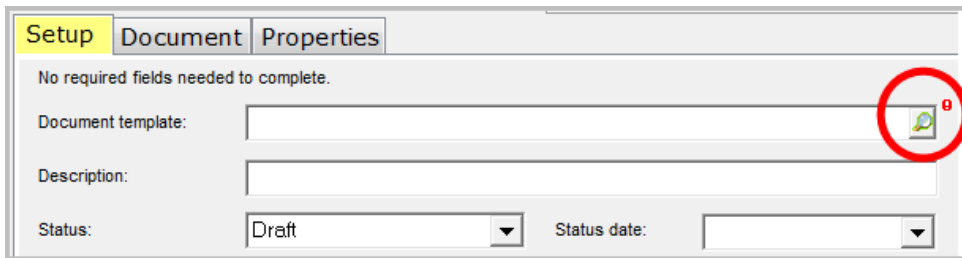 Setup Document Properties
No required fields needed to complete.
Document template:
Description:
Status: Draft Status date: